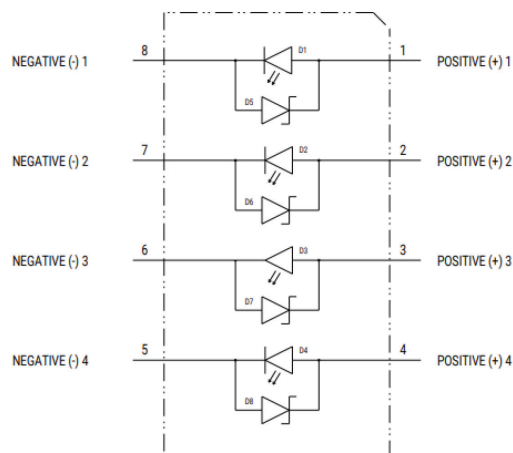 NEGATIVE (-) 1 8 D1 1 POSITIVE (+) 1
D5
NEGATIVE (-) 2 7 D2 2 POSITIVE (+) 2
D6
NEGATIVE (-) 3 6 D3 3 POSITIVE (+) 3
D7
NEGATIVE (-) 4 5 D4 4 POSITIVE (+) 4
D8